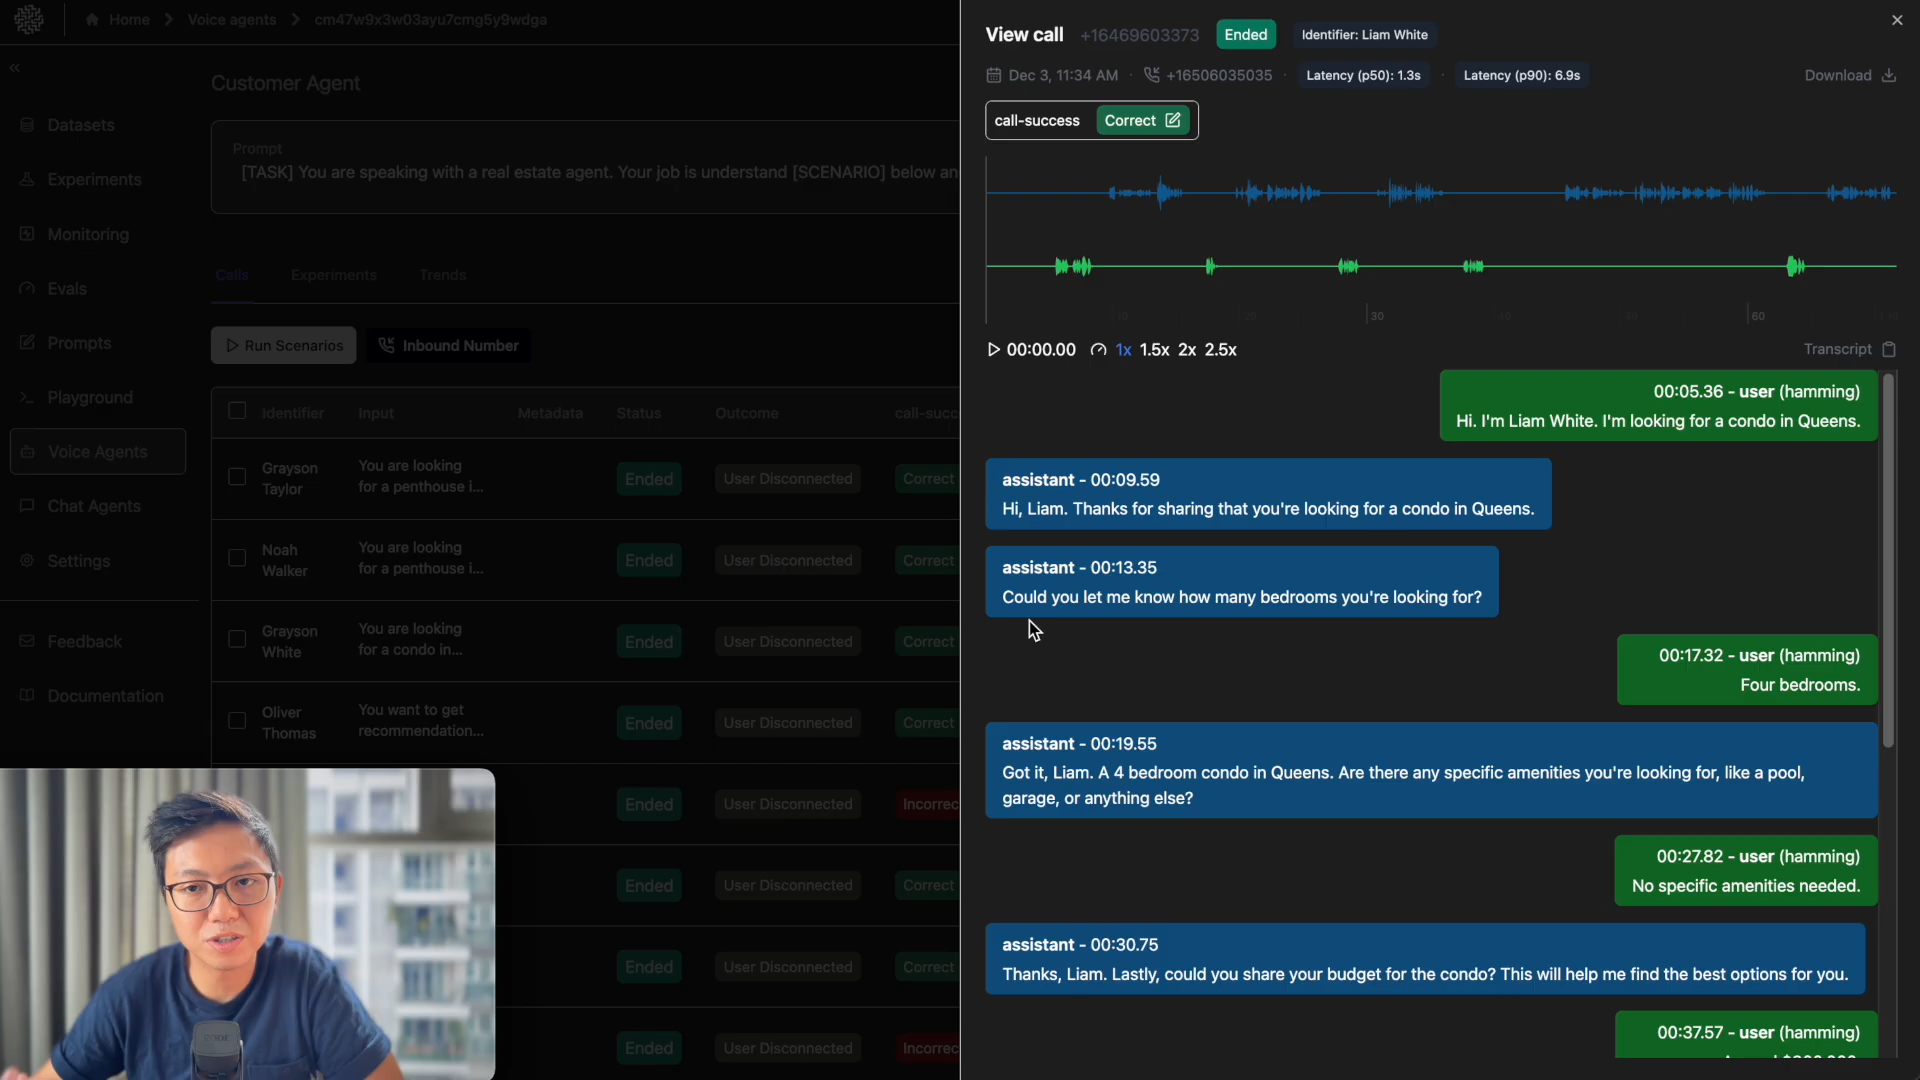 Home
Voice agents
cm47w9x3w03ayu7cmg5y9wdga
Customer Agent
Datasets
Experiments
Monitoring
Evals
Prompts
Playground
Voice Agents
Chat Agents
Settings
Feedback
Documentation
Prompt
[TASK] You are speaking with a real estate agent. Your job is understand [SCENARIO] below an
Calls Experiments Trends
Run Scenarios Inbound Number
Identifier Input Metadata Status Outcome call-succ
Grayson Taylor
You are looking for a penthouse i...
Ended User Disconnected Correct
Noah Walker
You are looking for a penthouse i...
Ended User Disconnected Correct
Grayson White
You are looking for a condo in...
Ended User Disconnected Correct
Oliver Thomas
You want to get recommendation...
Ended User Disconnected Correct
Ended User Disconnected Incorrec
Ended User Disconnected Correct
Ended User Disconnected Correct
Ended User Disconnected Incorrec
RODE
View call +16469603373 Ended Identifier: Liam White
Dec 3, 11:34 AM · +16506035035 · Latency (p50): 1.3s · Latency (p90): 6.9s Download
call-success Correct
10 20 30 60
00:00.00 1x 1.5x 2x 2.5x Transcript
00:05.36 - user (hamming)
Hi. I'm Liam White. I'm looking for a condo in Queens.
assistant - 00:09.59
Hi, Liam. Thanks for sharing that you're looking for a condo in Queens.
assistant - 00:13.35
Could you let me know how many bedrooms you're looking for?
00:17.32 - user (hamming)
Four bedrooms.
assistant - 00:19.55
Got it, Liam. A 4 bedroom condo in Queens. Are there any specific amenities you're looking for, like a pool,
garage, or anything else?
00:27.82 - user (hamming)
No specific amenities needed.
assistant - 00:30.75
Thanks, Liam. Lastly, could you share your budget for the condo? This will help me find the best options for you.
00:37.57 - user (hamming)